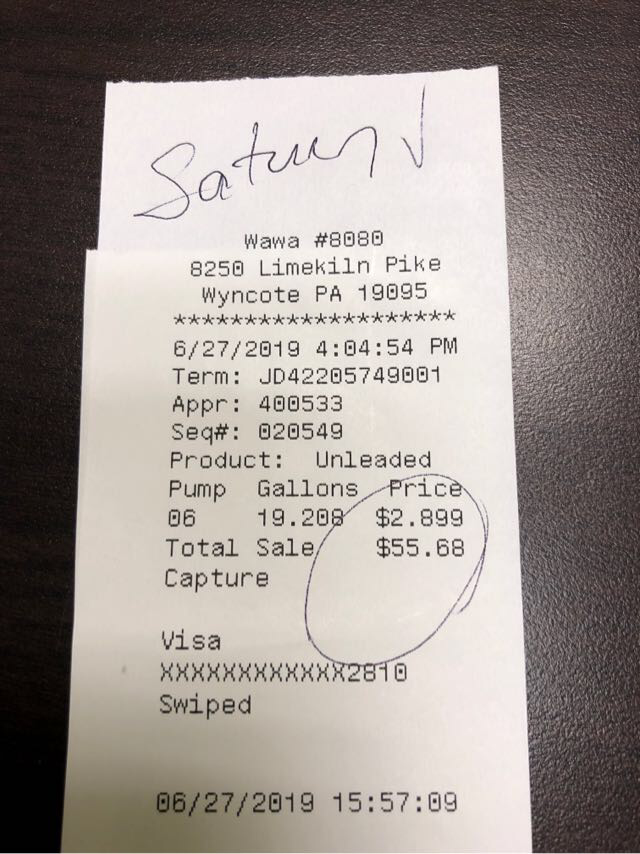 Saturn √
Wawa #8080
8250 Limekiln Pike
Wyncote PA 19095
********************
6/27/2019 4:04:54 PM
Term: JD42205749001
Appr: 400533
Seq#: 020549
Product: Unleaded
Pump Gallons Price
06 19.208 $2.899
Total Sale $55.68
Capture
Visa
XXXXXXXXXXXX2810
Swiped
06/27/2019 15:57:09